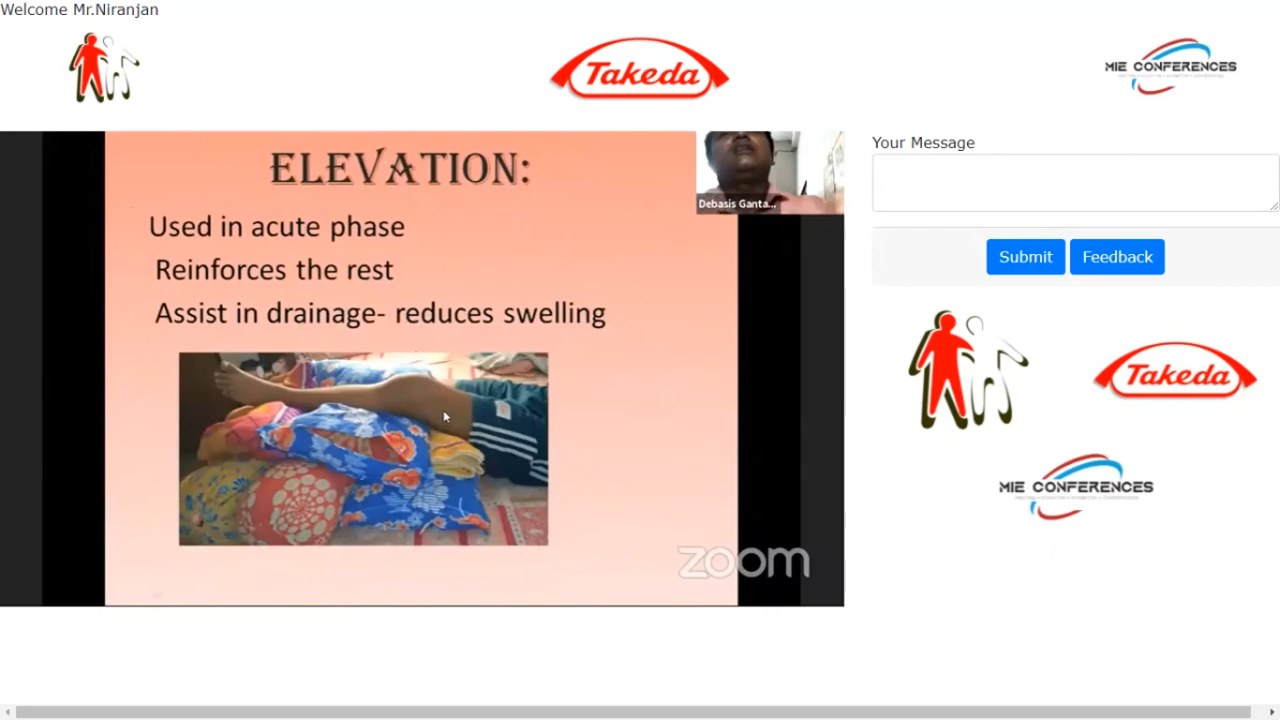 Welcome Mr.Niranjan
Takeda
MIE CONFERENCES
ELEVATION:
Used in acute phase
Reinforces the rest
Assist in drainage- reduces swelling
Debasis Ganta...
zoom
Your Message
Submit
Feedback
Takeda
MIE CONFERENCES